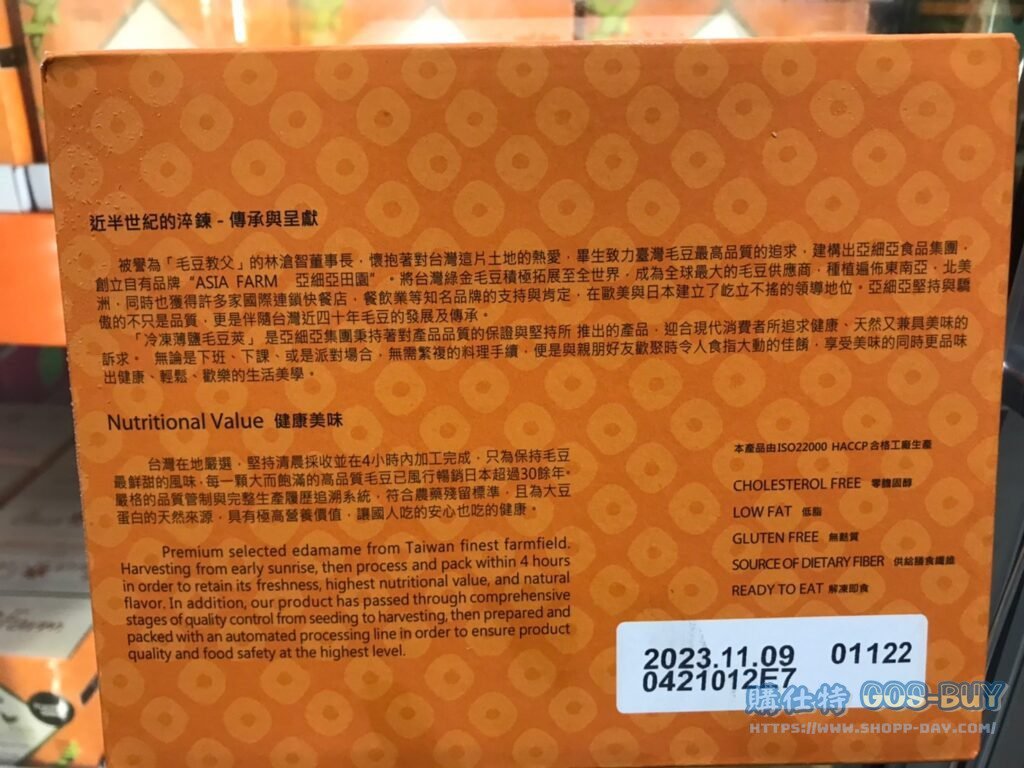 近半世紀的淬鍊 - 傳承與呈獻
被譽為「毛豆教父」的林滄智董事長，懷抱著對台灣這片土地的熱愛，畢生致力臺灣毛豆最高品質的追求，建構出亞細亞食品集團，
創立自有品牌 “ASIA FARM 亞細亞田園” 。將台灣綠金毛豆積極拓展至全世界，成為全球最大的毛豆供應商，種植遍佈東南亞、北美
洲，同時也獲得許多家國際連鎖快餐店、餐飲業等知名品牌的支持與肯定，在歐美與日本建立了屹立不搖的領導地位。亞細亞堅持與驕
傲的不只是品質，更是伴隨台灣近四十年毛豆的發展及傳承。
「冷凍薄鹽毛豆莢」 是亞細亞集團秉持著對產品品質的保證與堅持所 推出的產品，迎合現代消費者所追求健康、天然又兼具美味的
訴求。 無論是下班、下課、或是派對場合，無需繁複的料理手續，便是與親朋好友歡聚時令人食指大動的佳餚，享受美味的同時更品味
出健康、輕鬆、歡樂的生活美學。
Nutritional Value 健康美味
台灣在地嚴選，堅持清晨採收並在4小時內加工完成，只為保持毛豆
最鮮甜的風味，每一顆大而飽滿的高品質毛豆已風行暢銷日本超過30餘年。
嚴格的品質管制與完整生產履歷追溯系統，符合農藥殘留標準，且為大豆
蛋白的天然來源，具有極高營養價值，讓國人吃的安心也吃的健康。
Premium selected edamame from Taiwan finest farmfield.
Harvesting from early sunrise, then process and pack within 4 hours
in order to retain its freshness, highest nutritional value, and natural
flavor. In addition, our product has passed through comprehensive
stages of quality control from seeding to harvesting, then prepared and
packed with an automated processing line in order to ensure product
quality and food safety at the highest level.
本產品由ISO22000 HACCP合格工廠生產
CHOLESTEROL FREE 零膽固醇
LOW FAT 低脂
GLUTEN FREE 無麩質
SOURCE OF DIETARY FIBER 供給膳食纖維
READY TO EAT 解凍即食
2023.11.09 01122
0421012E7
購仕特 GOS-BUY
HTTPS://WWW.SHOPP-DAY.COM/